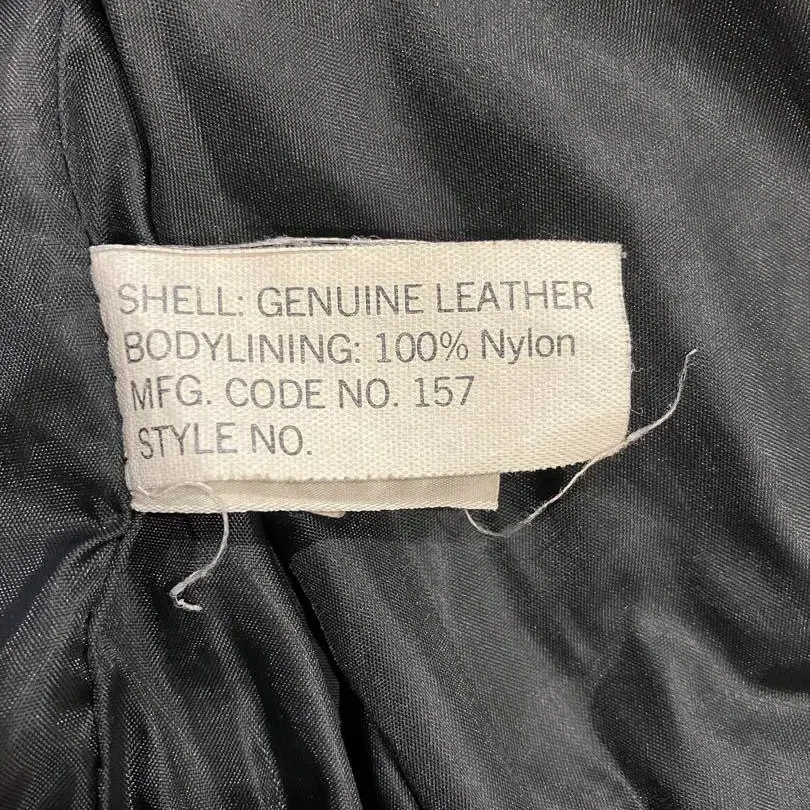 SHELL: GENUINE LEATHER
BODYLINING: 100% Nylon
MFG. CODE NO. 157
STYLE NO.